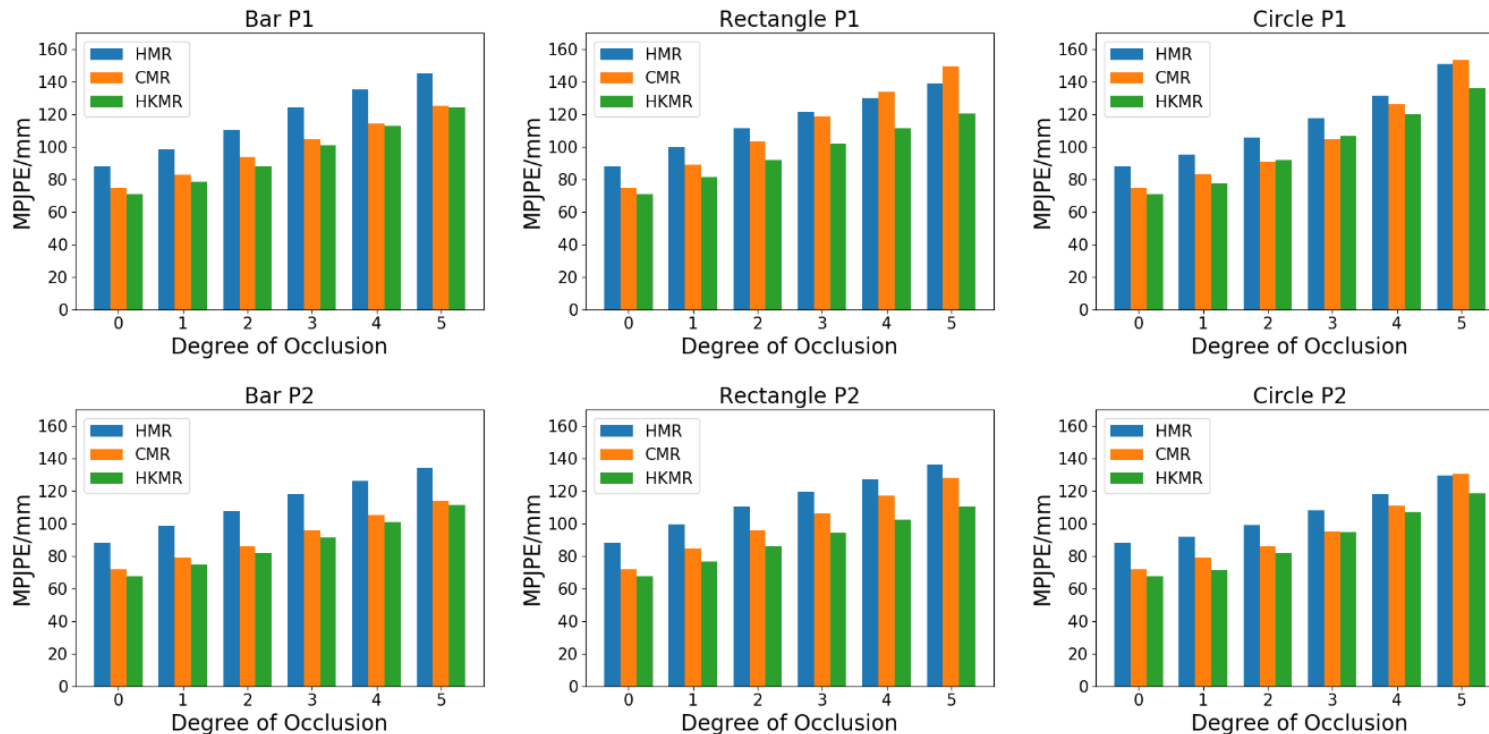 Bar P1
160
140
120
100
80
60
40
20
0
HMR
CMR
HKMR
MPJPE/mm
0 1 2 3 4 5
Degree of Occlusion
Rectangle P1
160
140
120
100
80
60
40
20
0
HMR
CMR
HKMR
MPJPE/mm
0 1 2 3 4 5
Degree of Occlusion
Circle P1
160
140
120
100
80
60
40
20
0
HMR
CMR
HKMR
MPJPE/mm
0 1 2 3 4 5
Degree of Occlusion
Bar P2
160
140
120
100
80
60
40
20
0
HMR
CMR
HKMR
MPJPE/mm
0 1 2 3 4 5
Degree of Occlusion
Rectangle P2
160
140
120
100
80
60
40
20
0
HMR
CMR
HKMR
MPJPE/mm
0 1 2 3 4 5
Degree of Occlusion
Circle P2
160
140
120
100
80
60
40
20
0
HMR
CMR
HKMR
MPJPE/mm
0 1 2 3 4 5
Degree of Occlusion